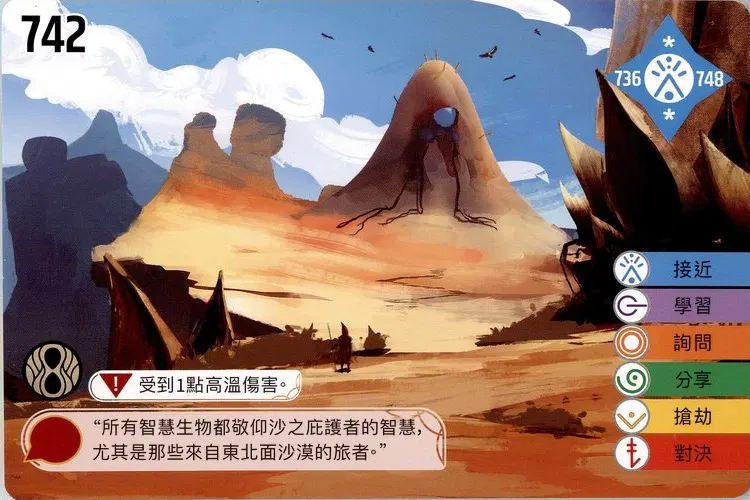 742
*
736 748
*
接近
學習
詢問
分享
搶劫
對決
! 受到1點高溫傷害。
“所有智慧生物都敬仰沙之庇護者的智慧,
尤其是那些來自東北面沙漠的旅者。”